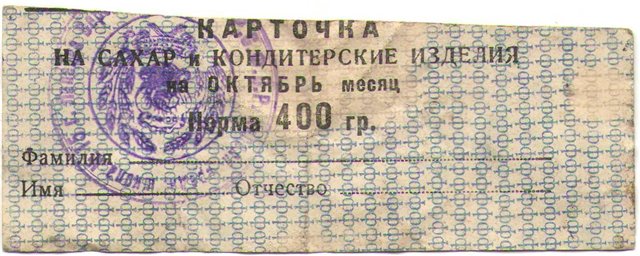 КАРТОЧКА
НА САХАР и КОНДИТЕРСКИЕ ИЗДЕЛИЯ
на ОКТЯБРЬ месяц
Норма 400 гр.
Фамилия
Имя Отчество